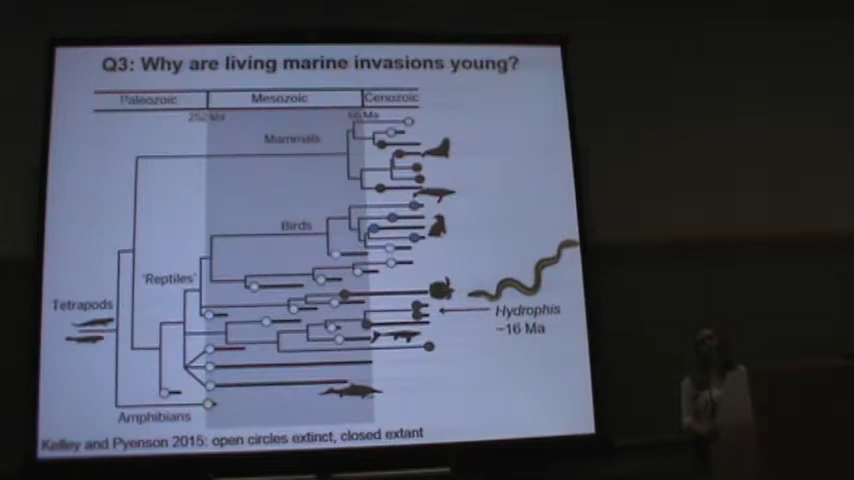 Q3: Why are living marine invasions young?
Paleozoic Mesozoic Cenozoic
252 Ma 66 Ma
Mammals
Birds
'Reptiles'
Tetrapods
Hydrophis
~16 Ma
Amphibians
Kelley and Pyenson 2015: open circles extinct, closed extant